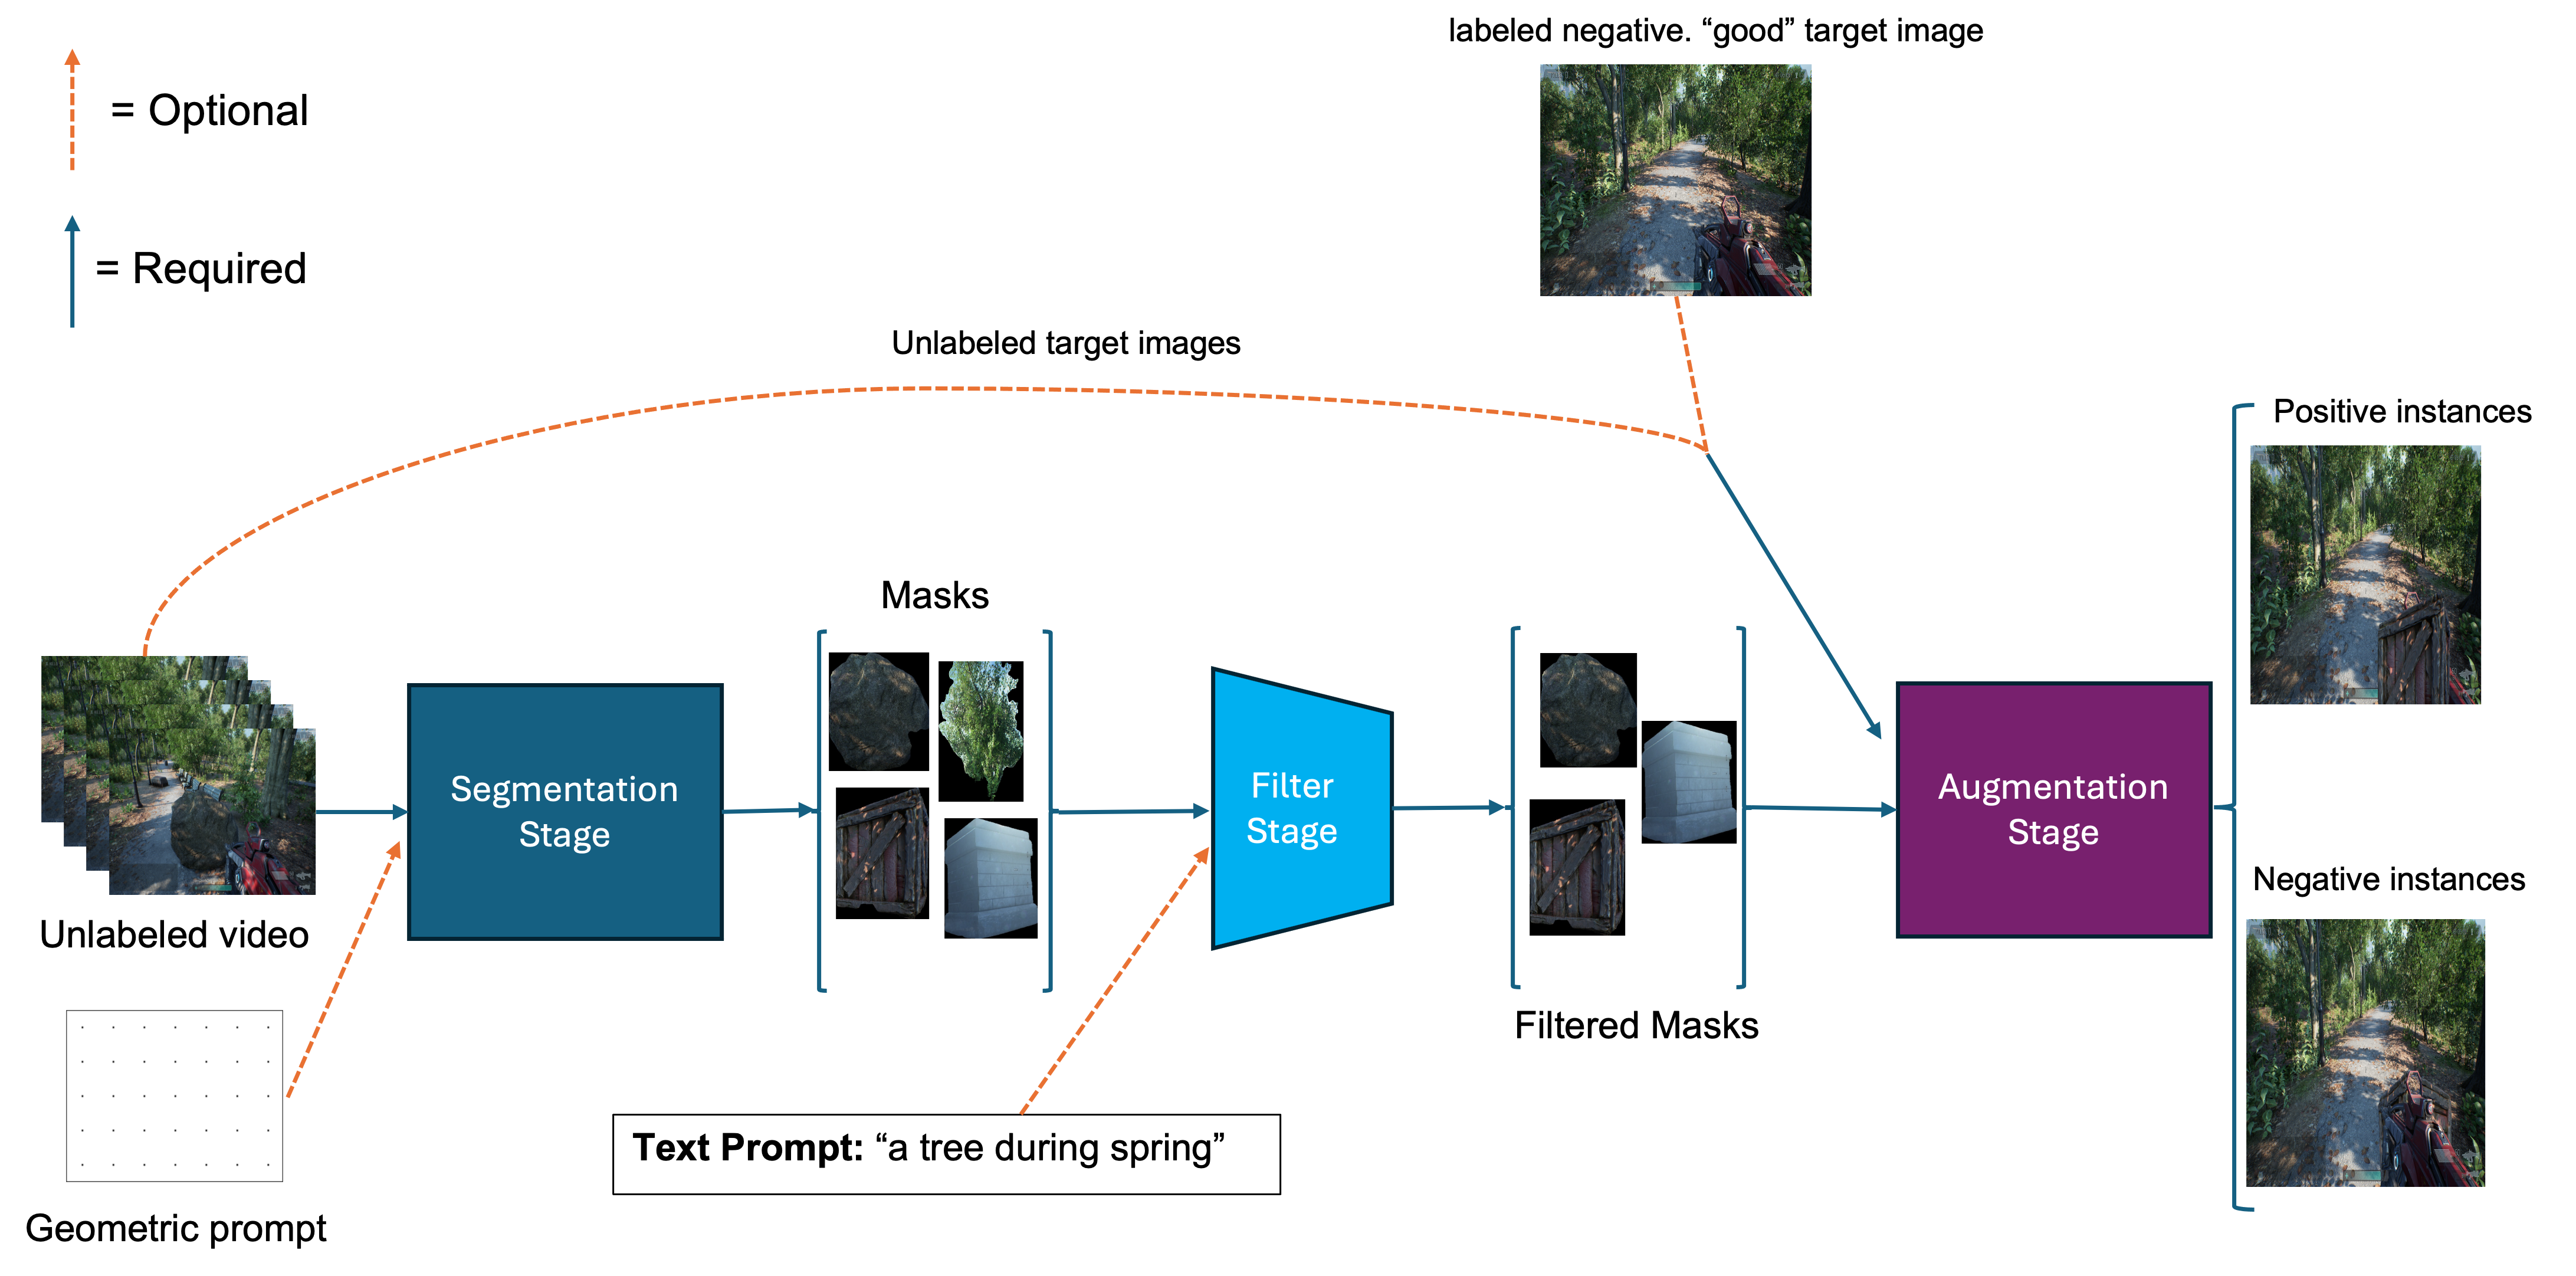 labeled negative. “good” target image
= Optional
= Required
Unlabeled target images
Positive instances
Masks
Segmentation
Stage
Filter
Stage
Augmentation
Stage
Negative instances
Unlabeled video
Filtered Masks
Text Prompt: “a tree during spring”
Geometric prompt